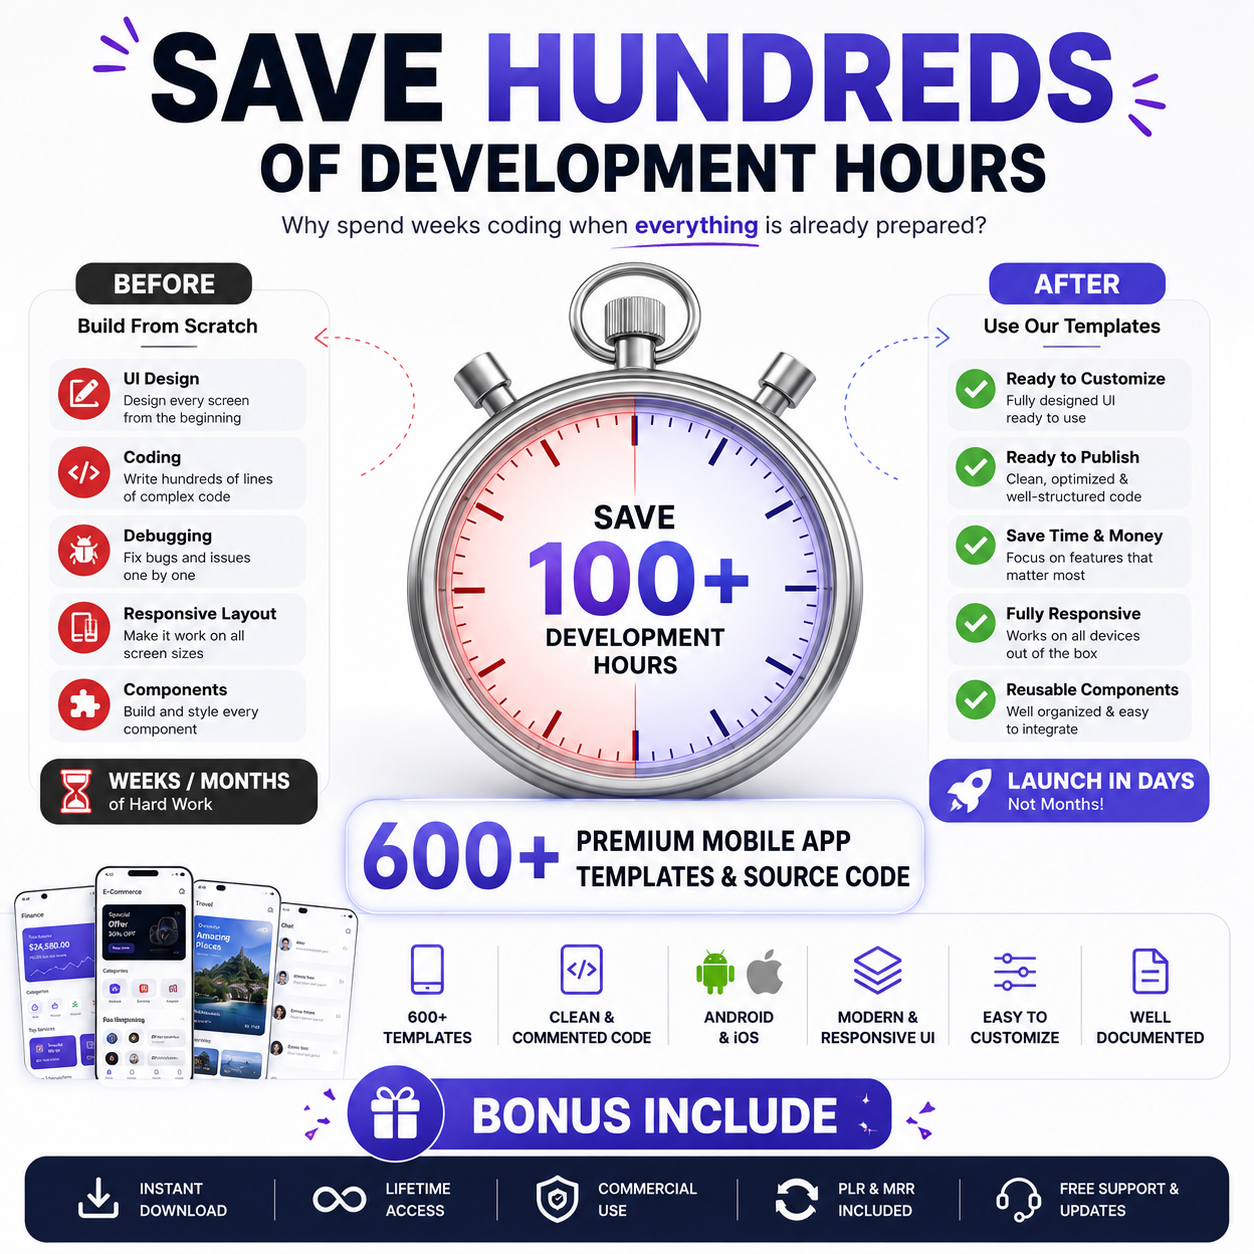 SAVE HUNDREDS
OF DEVELOPMENT HOURS
Why spend weeks coding when everything is already prepared?
BEFORE
Build From Scratch
UI Design
Design every screen
from the beginning
Coding
Write hundreds of lines
of complex code
Debugging
Fix bugs and issues
one by one
Responsive Layout
Make it work on all
screen sizes
Components
Build and style every
component
WEEKS / MONTHS
of Hard Work
SAVE
100+
DEVELOPMENT
HOURS
AFTER
Use Our Templates
Ready to Customize
Fully designed UI
ready to use
Ready to Publish
Clean, optimized &
well-structured code
Save Time & Money
Focus on features that
matter most
Fully Responsive
Works on all devices
out of the box
Reusable Components
Well organized & easy
to integrate
LAUNCH IN DAYS
Not Months!
600+ PREMIUM MOBILE APP
TEMPLATES & SOURCE CODE
Finance
$24,580.00
Categories
E-Commerce
Special
Offer
30% OFF
Categories
Travel
Amazing
Places
Chat
600+
TEMPLATES
CLEAN &
COMMENTED CODE
ANDROID
& iOS
MODERN &
RESPONSIVE UI
EASY TO
CUSTOMIZE
WELL
DOCUMENTED
BONUS INCLUDE
INSTANT
DOWNLOAD
LIFETIME
ACCESS
COMMERCIAL
USE
PLR & MRR
INCLUDED
FREE SUPPORT &
UPDATES